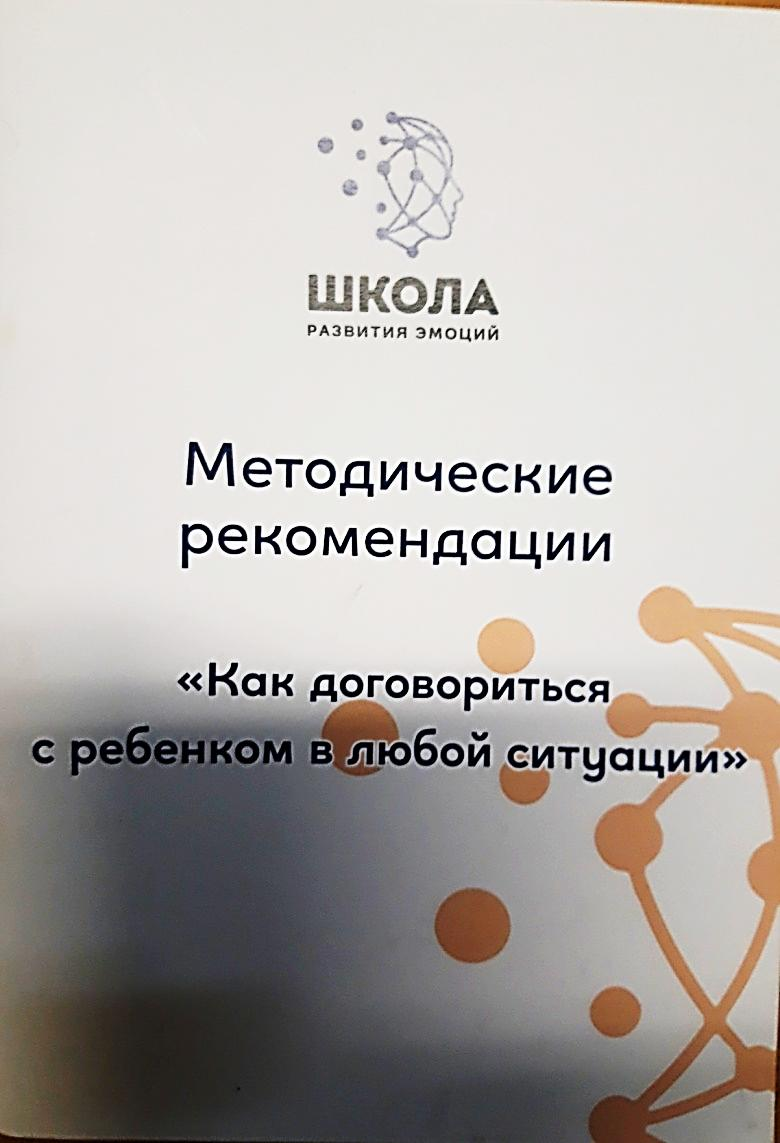 ШКОЛА
РАЗВИТИЯ ЭМОЦИЙ
Методические
рекомендации
«Как договориться
с ребенком в любой ситуации»